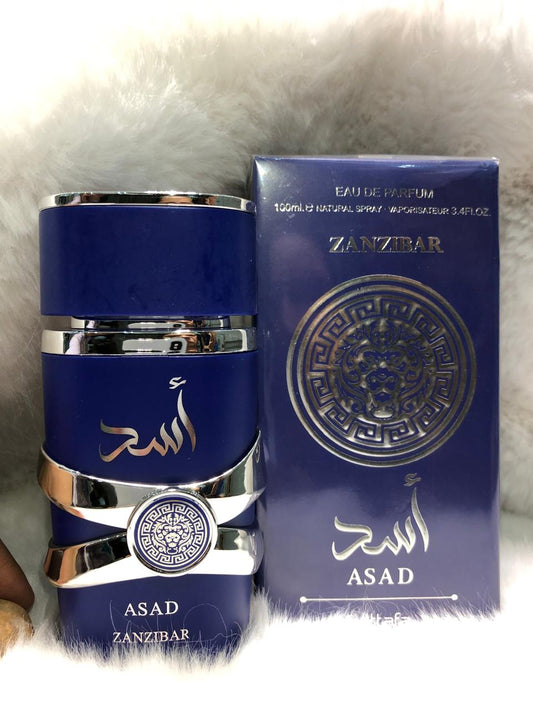 أسد
ASAD
ZANZIBAR
EAU DE PARFUM
100ml.℮ NATURAL SPRAY - VAPORISATEUR 3.4FL.OZ.
ZANZIBAR
أسد
ASAD